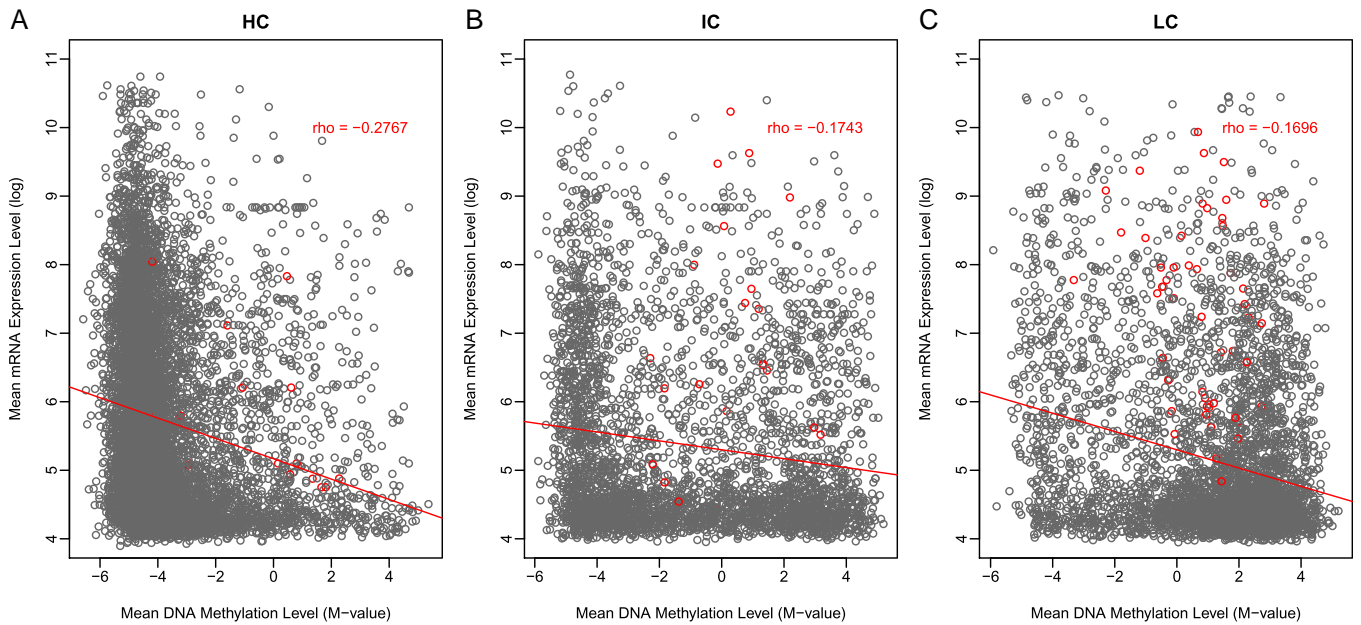 A
HC
rho = −0.2767
Mean mRNA Expression Level (log)
11
10
9
8
7
6
5
4
−6 −4 −2 0 2 4
Mean DNA Methylation Level (M−value)
B
IC
rho = −0.1743
Mean mRNA Expression Level (log)
11
10
9
8
7
6
5
4
−6 −4 −2 0 2 4
Mean DNA Methylation Level (M−value)
C
LC
rho = −0.1696
Mean mRNA Expression Level (log)
11
10
9
8
7
6
5
4
−6 −4 −2 0 2 4
Mean DNA Methylation Level (M−value)